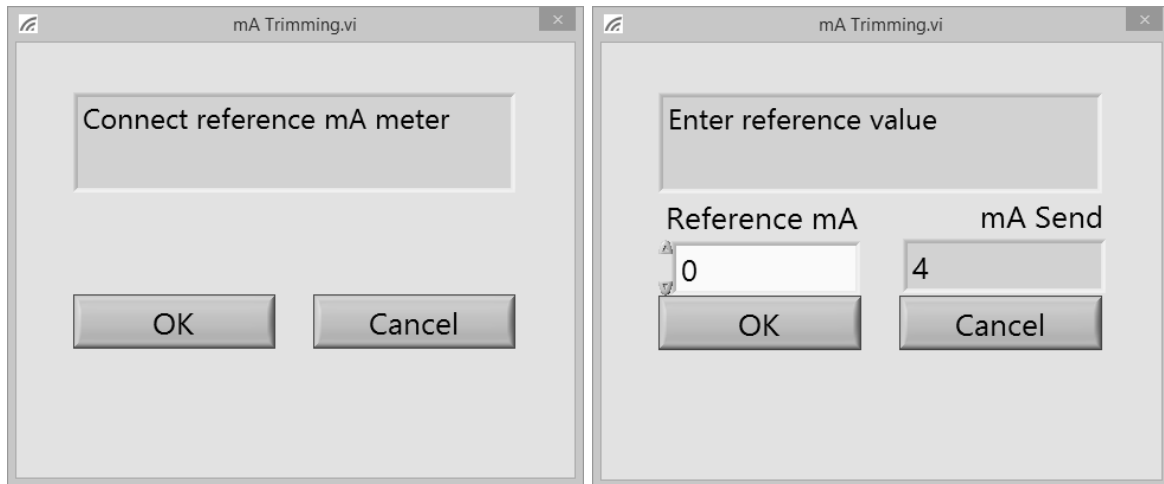 mA Trimming.vi
Connect reference mA meter
OK Cancel
mA Trimming.vi
Enter reference value
Reference mA mA Send
0 4
OK Cancel